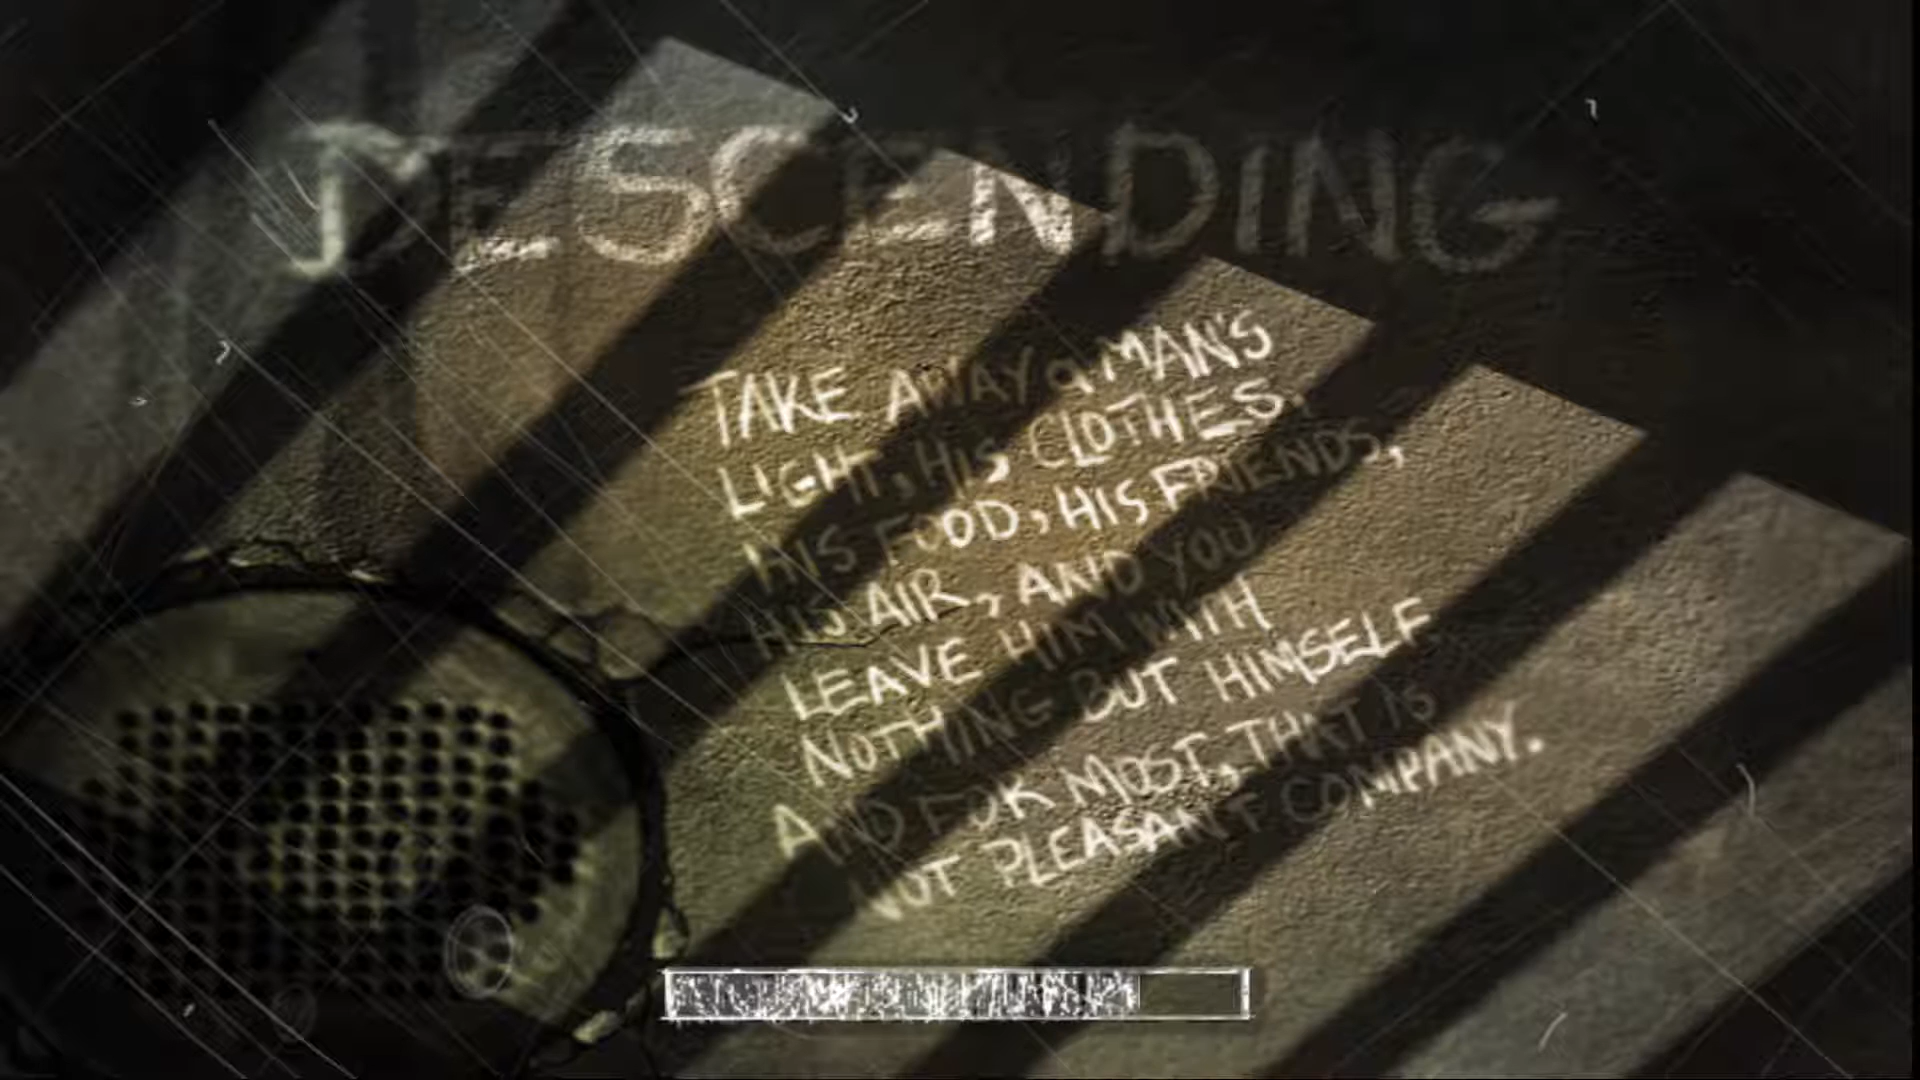 DESCENDING
TAKE AWAY a MAN'S
LIGHT, HIS CLOTHES,
HIS FOOD, HIS FRIENDS,
HIS AIR, AND YOU
LEAVE HIM WITH
NOTHING BUT HIMSELF
AND FOR MOST, THAT IS
NOT PLEASANT COMPANY.